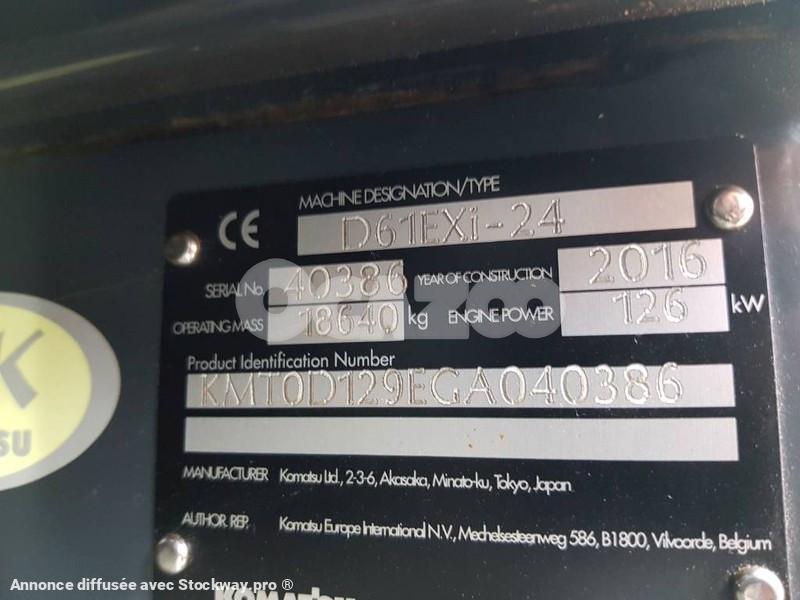 MACHINE DESIGNATION/TYPE
CE D61EXi-24
SERIAL No. 40386 YEAR OF CONSTRUCTION 2016
OPERATING MASS 18640 kg ENGINE POWER 126 kW
Product Identification Number
KMT0D129EGA040386
MANUFACTURER Komatsu Ltd., 2-3-6, Akasaka, Minato-ku, Tokyo, Japan
AUTHOR. REP. Komatsu Europe International N.V., Mechelsesteenweg 586, B1800, Vilvoorde, Belgium
KOMATSU
Annonce diffusée avec Stockway.pro ®